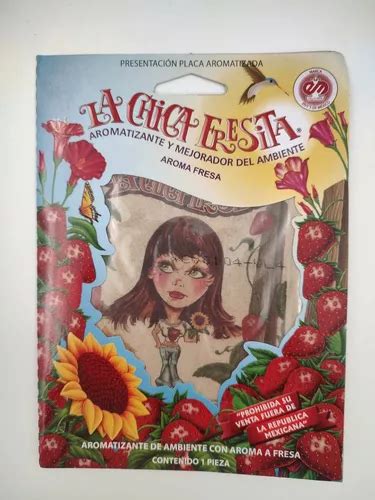 PRESENTACIÓN PLACA AROMATIZADA
LA CHICA FRESITA
AROMATIZANTE Y MEJORADOR DEL AMBIENTE
AROMA FRESA
"PROHIBIDA SU
VENTA FUERA DE
LA REPUBLICA
MEXICANA"
AROMATIZANTE DE AMBIENTE CON AROMA A FRESA
CONTENIDO 1 PIEZA